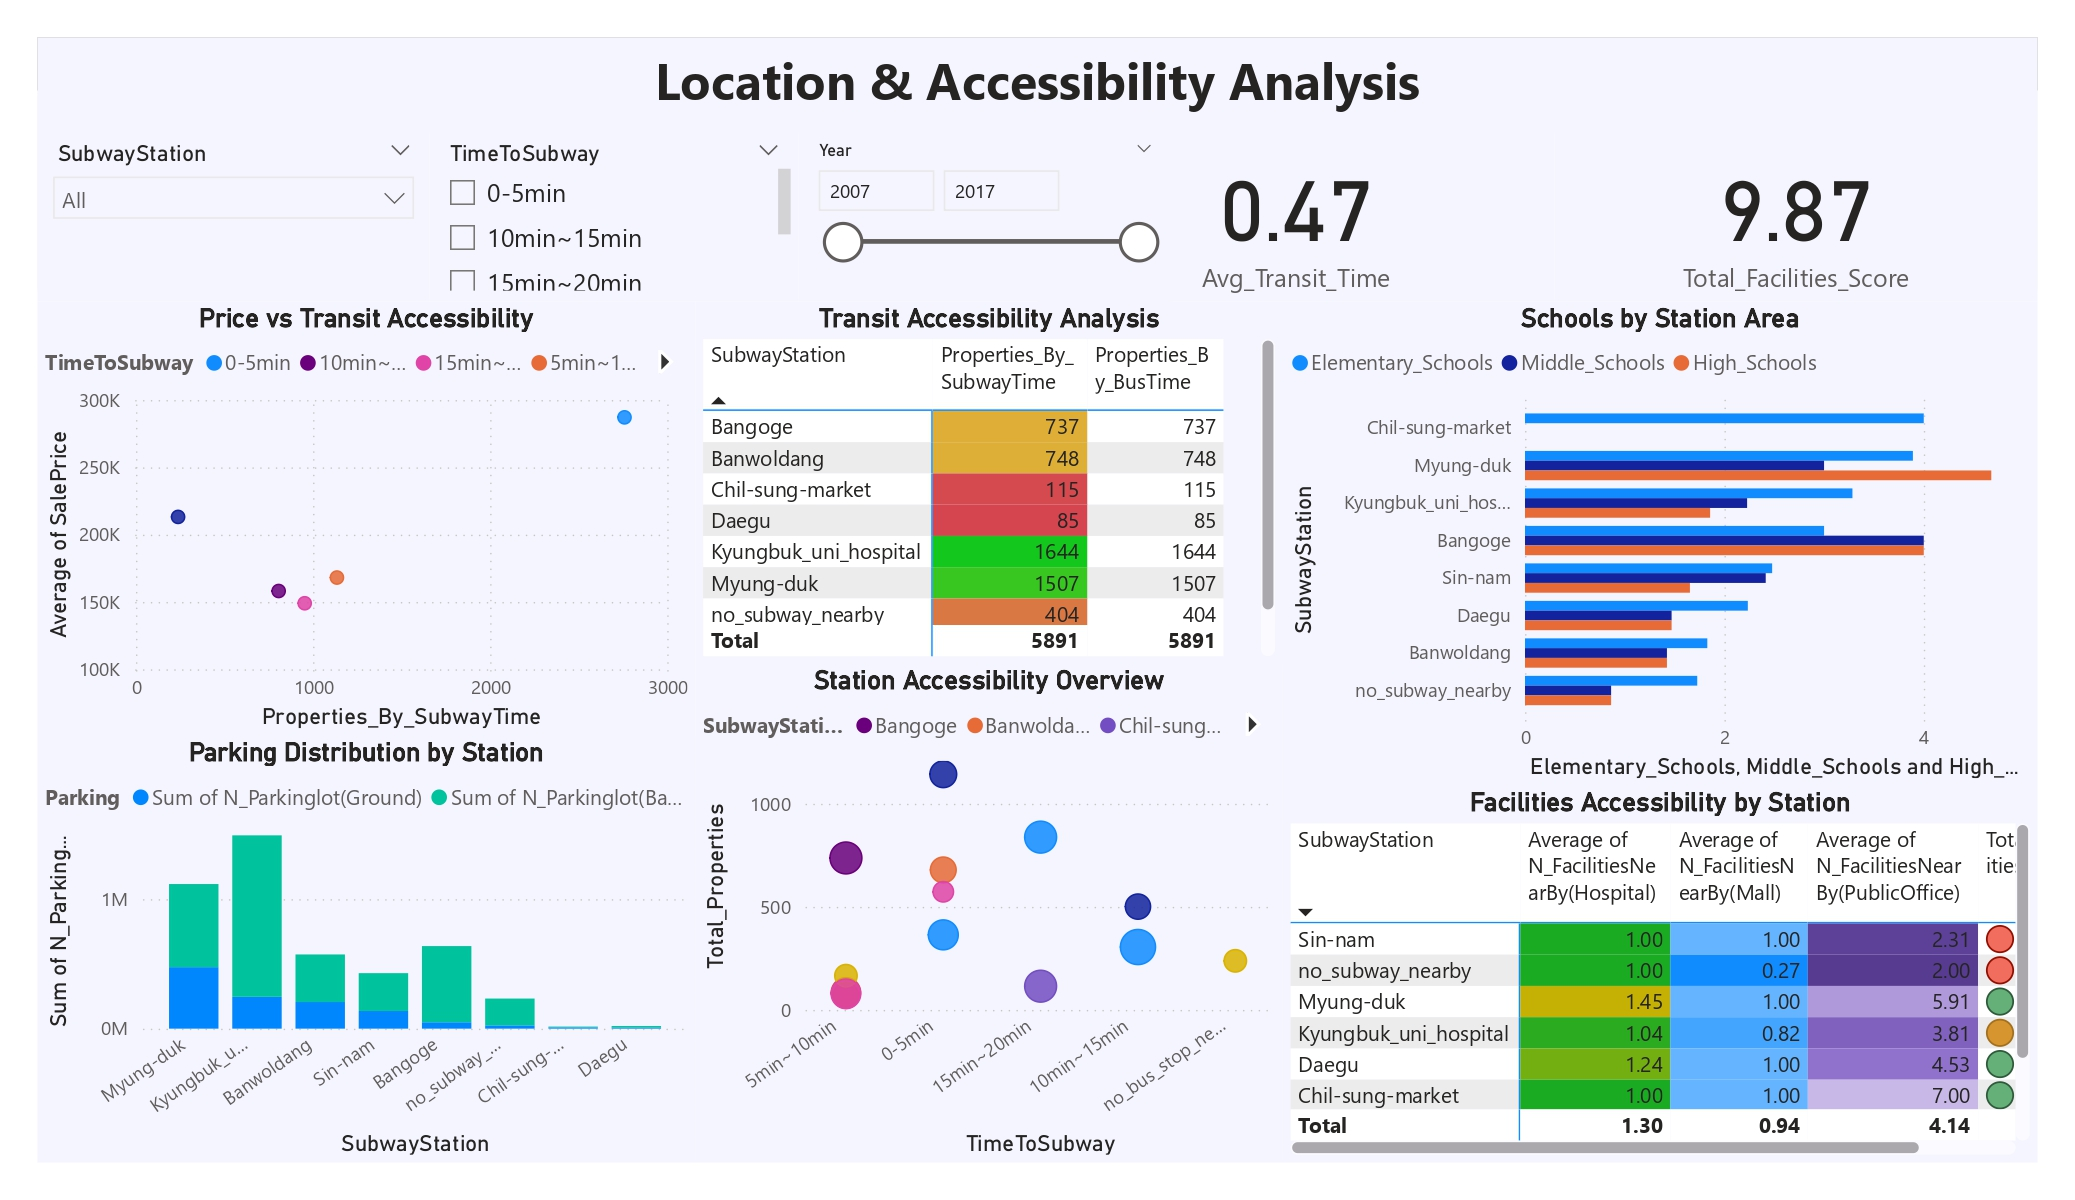 Location & Accessibility Analysis
SubwayStation
All
TimeToSubway
0-5min
10min~15min
15min~20min
Year
2007 2017
0.47
Avg_Transit_Time
9.87
Total_Facilities_Score
Price vs Transit Accessibility
TimeToSubway 0-5min 10min~... 15min~... 5min~1...
Average of SalePrice
300K
250K
200K
150K
100K
0 1000 2000 3000
Properties_By_SubwayTime
Transit Accessibility Analysis
SubwayStation Properties_By_ Properties_B
SubwayTime y_BusTime
Bangoge 737 737
Banwoldang 748 748
Chil-sung-market 115 115
Daegu 85 85
Kyungbuk_uni_hospital 1644 1644
Myung-duk 1507 1507
no_subway_nearby 404 404
Total 5891 5891
Schools by Station Area
Elementary_Schools Middle_Schools High_Schools
SubwayStation
Chil-sung-market
Myung-duk
Kyungbuk_uni_hos...
Bangoge
Sin-nam
Daegu
Banwoldang
no_subway_nearby
0 2 4
Elementary_Schools, Middle_Schools and High_...
Parking Distribution by Station
Parking Sum of N_Parkinglot(Ground) Sum of N_Parkinglot(Ba...
Sum of N_Parking...
1M
0M
Myung-duk
Kyungbuk_u...
Banwoldang
Sin-nam
Bangoge
no_subway_...
Chil-sung-...
Daegu
SubwayStation
Station Accessibility Overview
SubwayStati... Bangoge Banwolda... Chil-sung...
Total_Properties
1000
500
0
5min~10min
0-5min
15min~20min
10min~15min
no_bus_stop_ne...
TimeToSubway
Facilities Accessibility by Station
SubwayStation Average of Average of Average of Tot
N_FacilitiesNe N_FacilitiesN N_FacilitiesNear itie
arBy(Hospital) earBy(Mall) By(PublicOffice)
Sin-nam 1.00 1.00 2.31
no_subway_nearby 1.00 0.27 2.00
Myung-duk 1.45 1.00 5.91
Kyungbuk_uni_hospital 1.04 0.82 3.81
Daegu 1.24 1.00 4.53
Chil-sung-market 1.00 1.00 7.00
Total 1.30 0.94 4.14